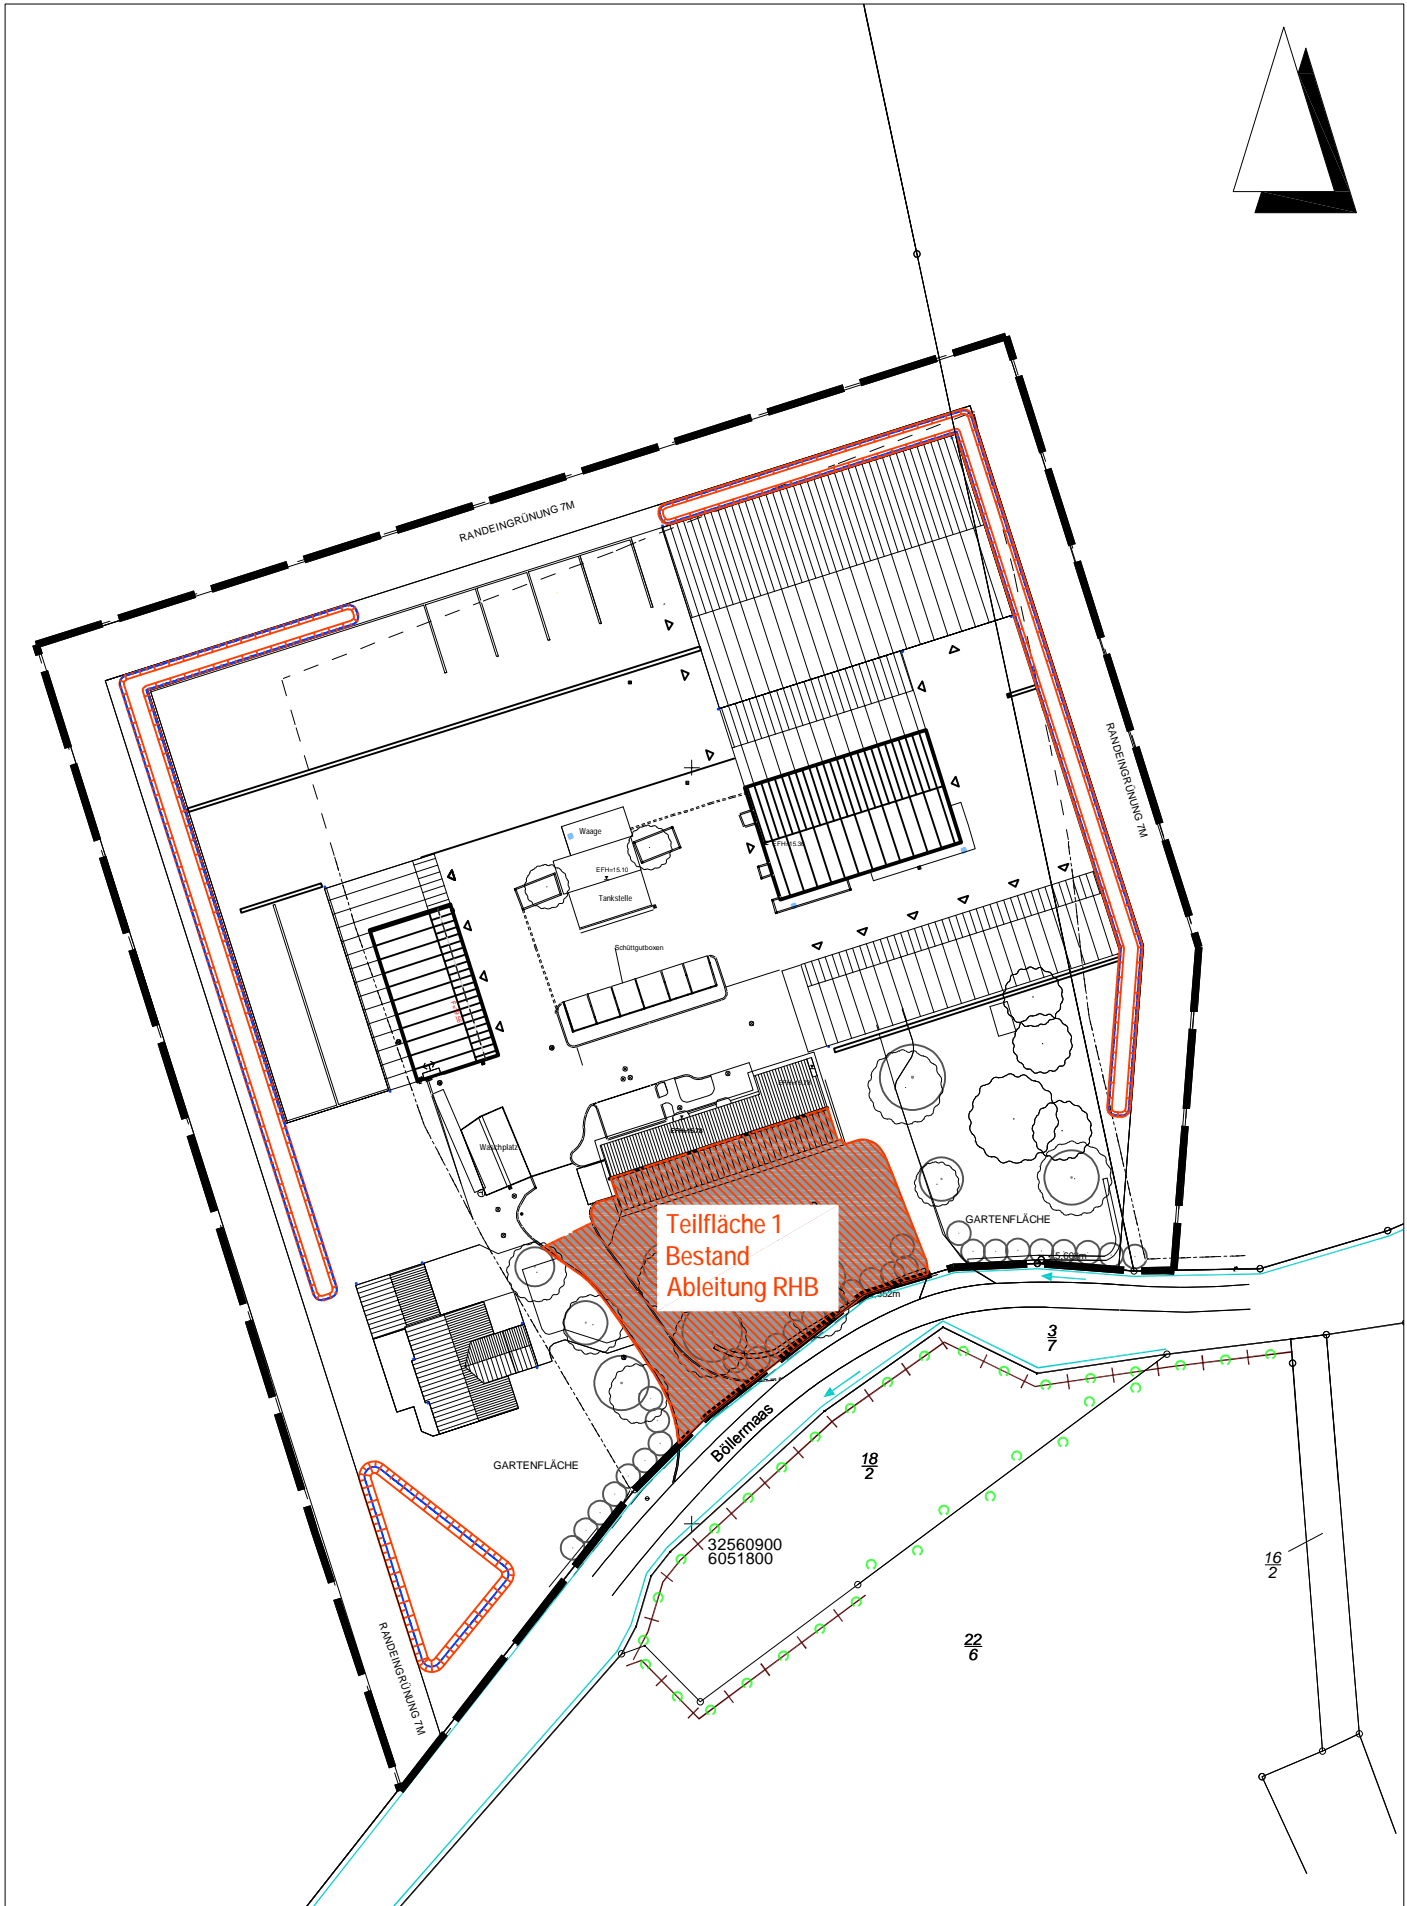 RANDEINGRÜNUNG 7M
RANDEINGRÜNUNG 7M
Waage
EFH=15.10
Tankstelle
Schüttgutboxen
Waschplatz
Teilfläche 1
Bestand
Ableitung RHB
GARTENFLÄCHE
3
7
Böllermaas
18
2
GARTENFLÄCHE
32560900
6051800
16
2
22
6
RANDEINGRÜNUNG 7M